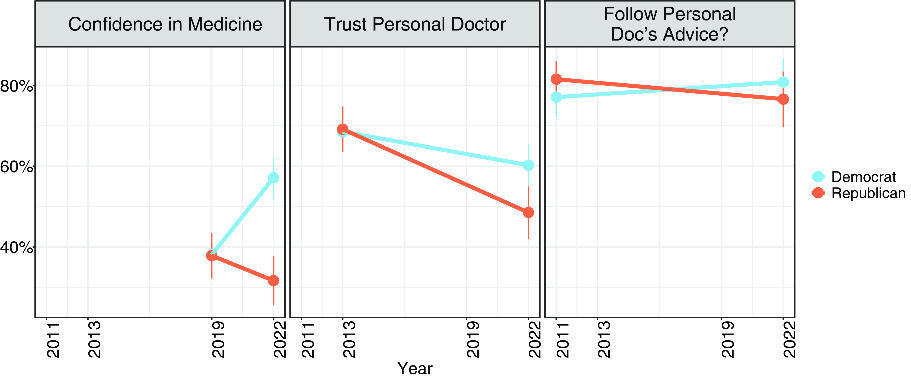 Confidence in Medicine
Trust Personal Doctor
Follow Personal
Doc's Advice?
80%
60%
40%
2011
2013
2019
2022
2011
2013
2019
2022
2011
2013
2019
2022
Year
Democrat
Republican